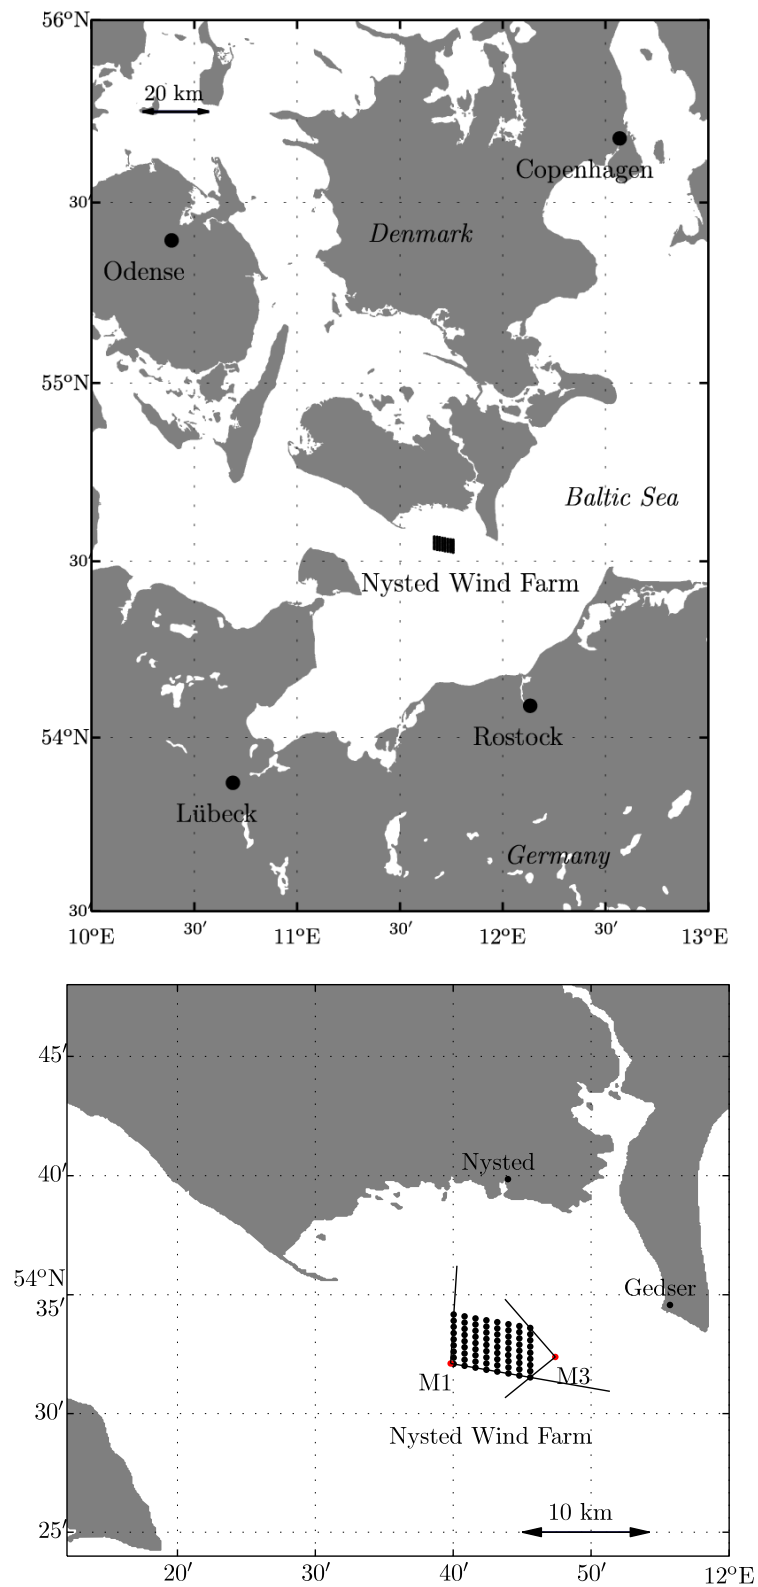 56°N
20 km
Copenhagen
30′
Denmark
Odense
55°N
Baltic Sea
30′
Nysted Wind Farm
54°N
Rostock
Lübeck
Germany
30′
10°E 30′ 11°E 30′ 12°E 30′ 13°E
45′
40′
Nysted
54°N
35′
Gedser
M1
M3
30′
Nysted Wind Farm
10 km
25′
20′ 30′ 40′ 50′ 12°E